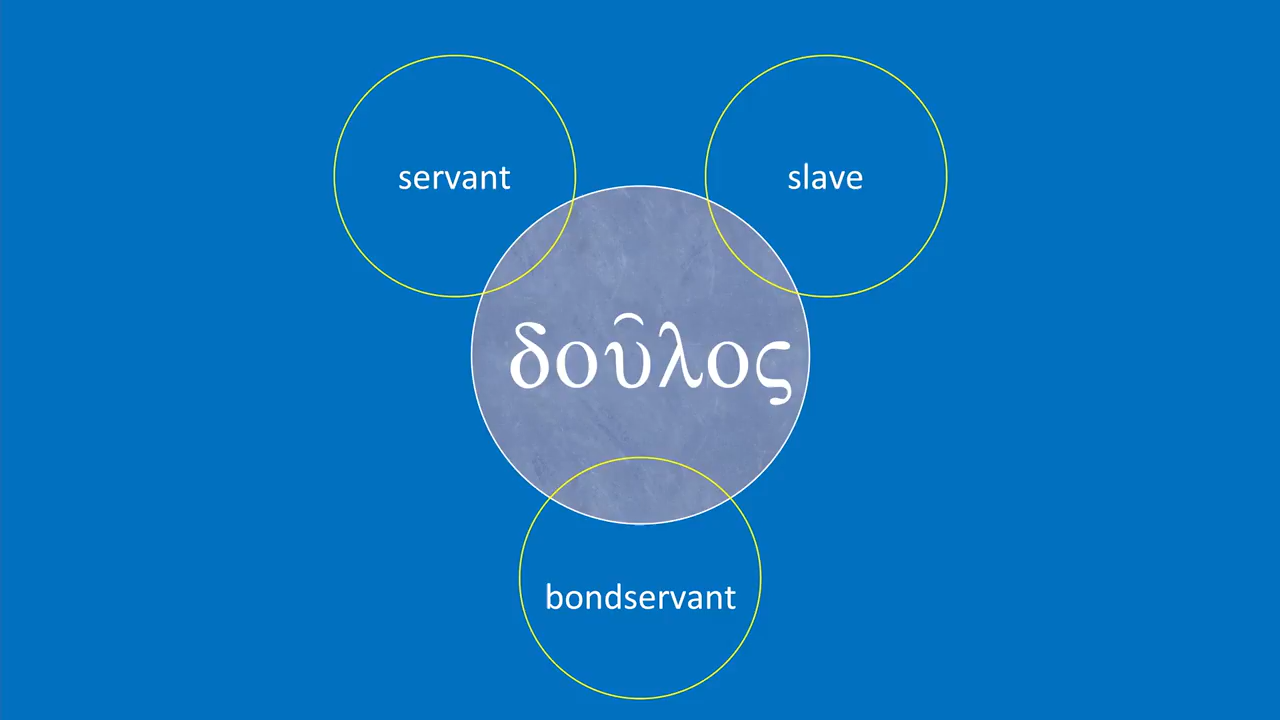 servant
slave
δοῦλος
bondservant